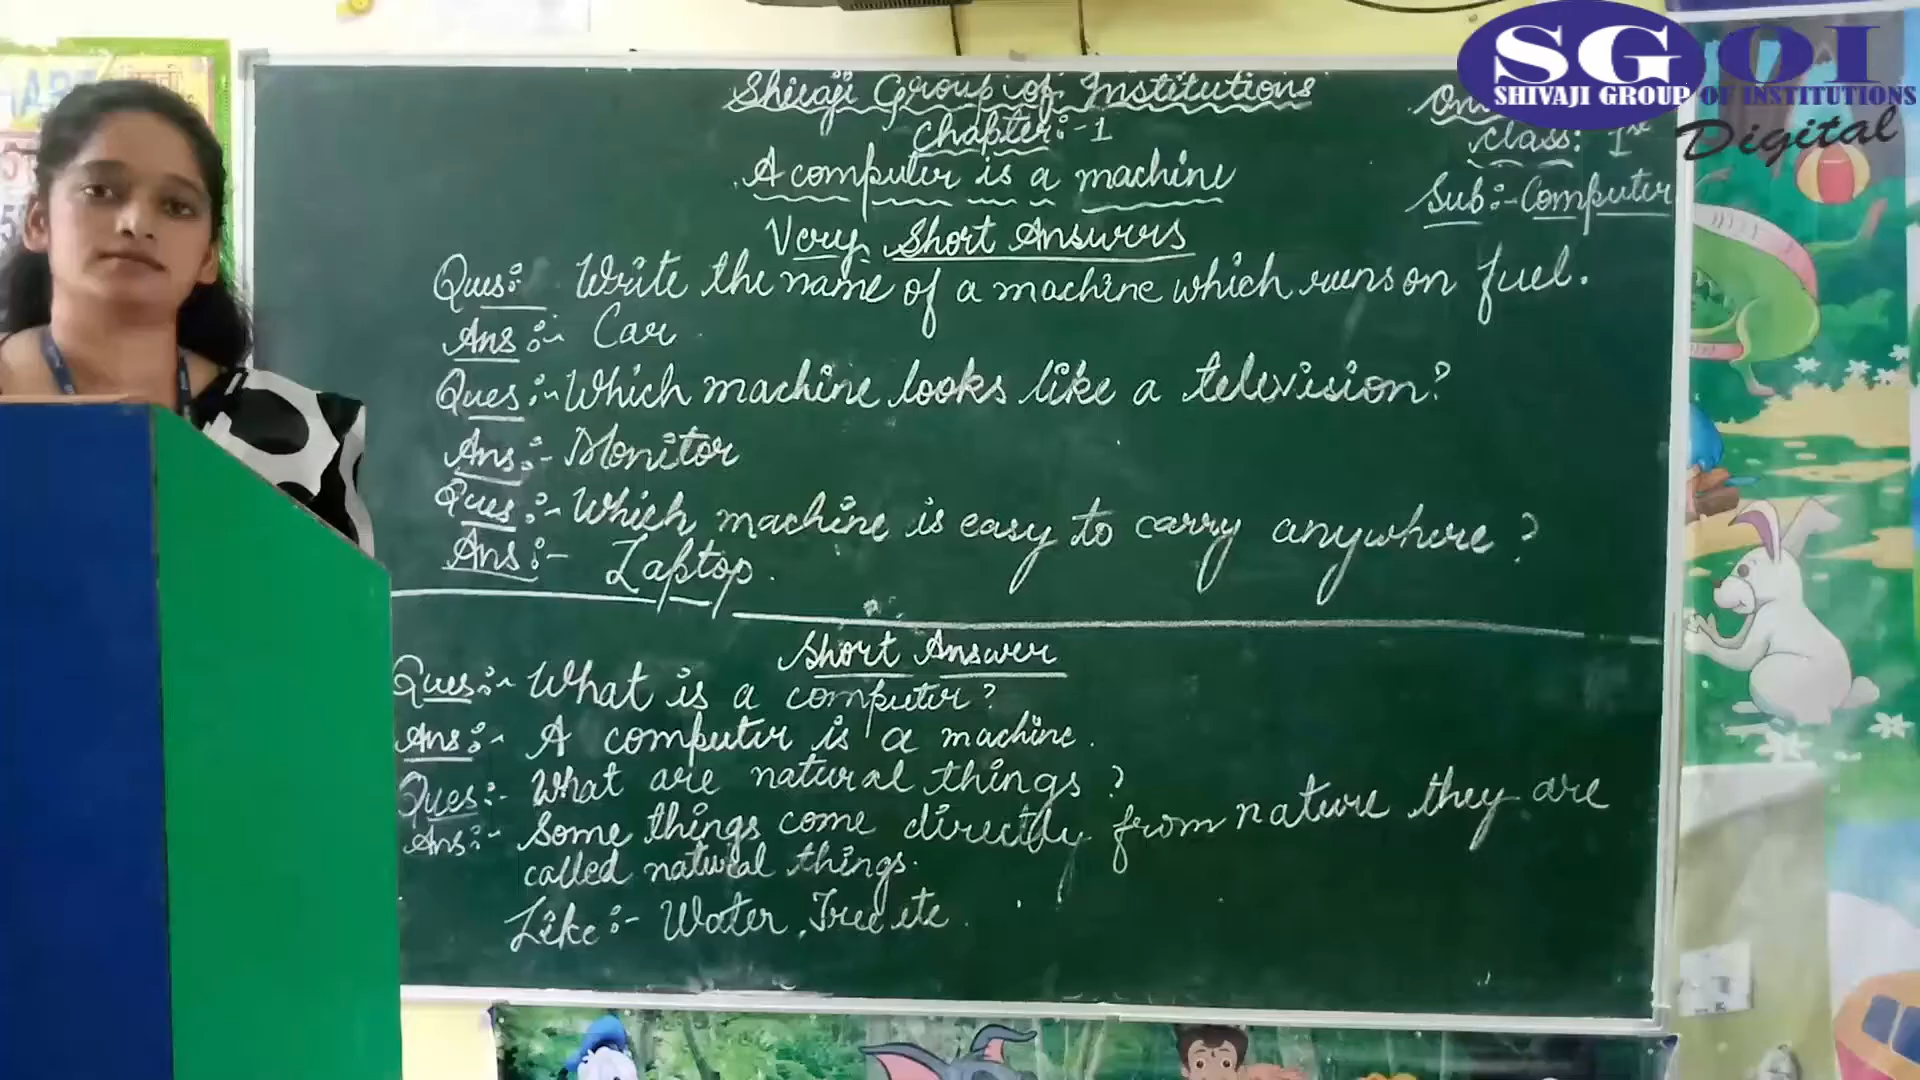 SGOI
SHIVAJI GROUP OF INSTITUTIONS
Digital
Shivaji Group of Institutions
Chapter:-1
A computer is a machine
Class: 1st
Sub:-Computer
Very Short Answers
Ques:- Write the name of a machine which runs on fuel.
Ans:- Car
Ques:- Which machine looks like a television?
Ans:- Monitor
Ques:- Which machine is easy to carry anywhere?
Ans:- Laptop.
Short Answer
Ques:- What is a computer?
Ans:- A computer is a machine.
Ques:- What are natural things?
Ans:- Some things come directly from nature they are
called natural things.
Like:- Water, Tree etc.